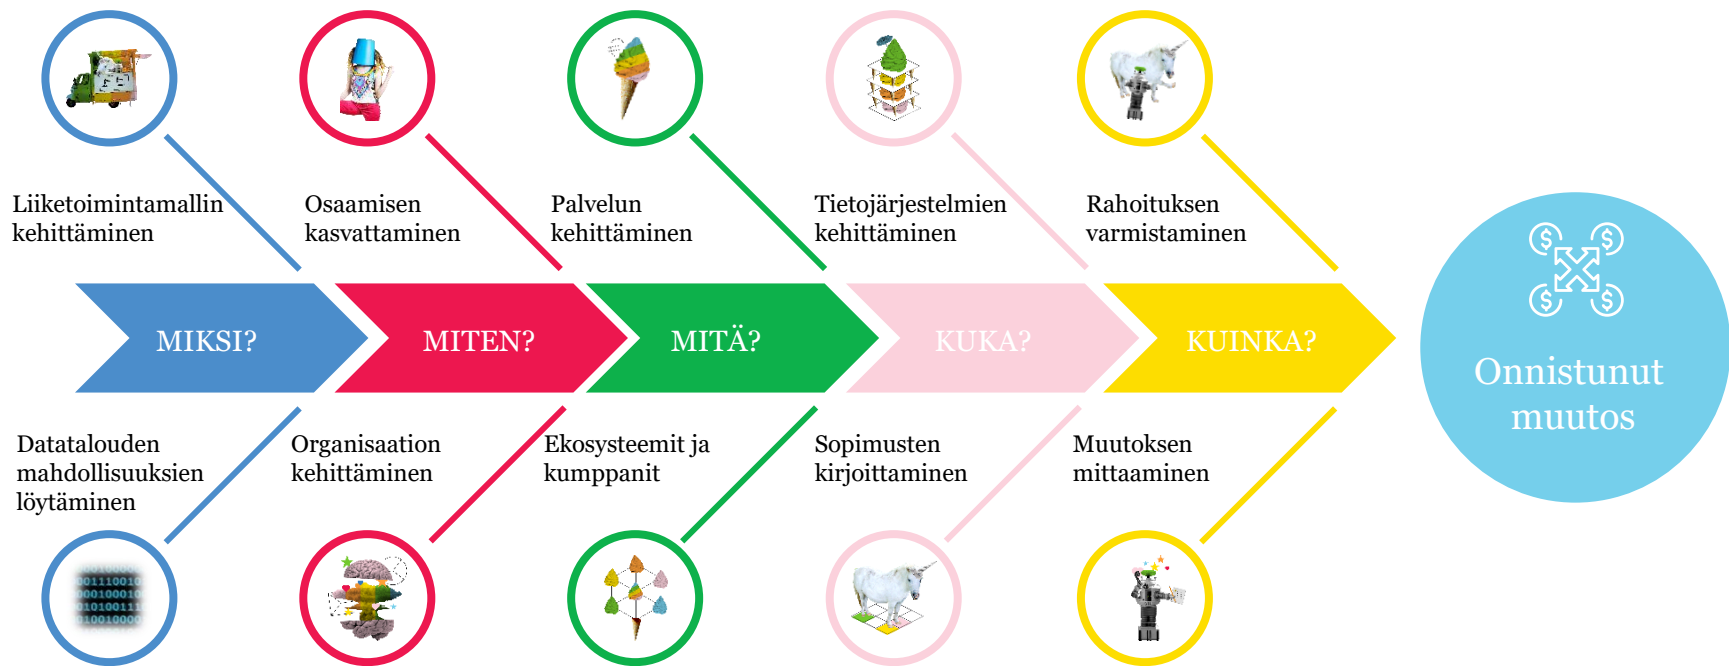 Liiketoimintamallin
kehittäminen
Osaamisen
kasvattaminen
Palvelun
kehittäminen
Tietojärjestelmien
kehittäminen
Rahoituksen
varmistaminen
MIKSI?
MITEN?
MITÄ?
KUKA?
KUINKA?
Onnistunut
muutos
Datatalouden
mahdollisuuksien
löytäminen
Organisaation
kehittäminen
Ekosysteemit ja
kumppanit
Sopimusten
kirjoittaminen
Muutoksen
mittaaminen